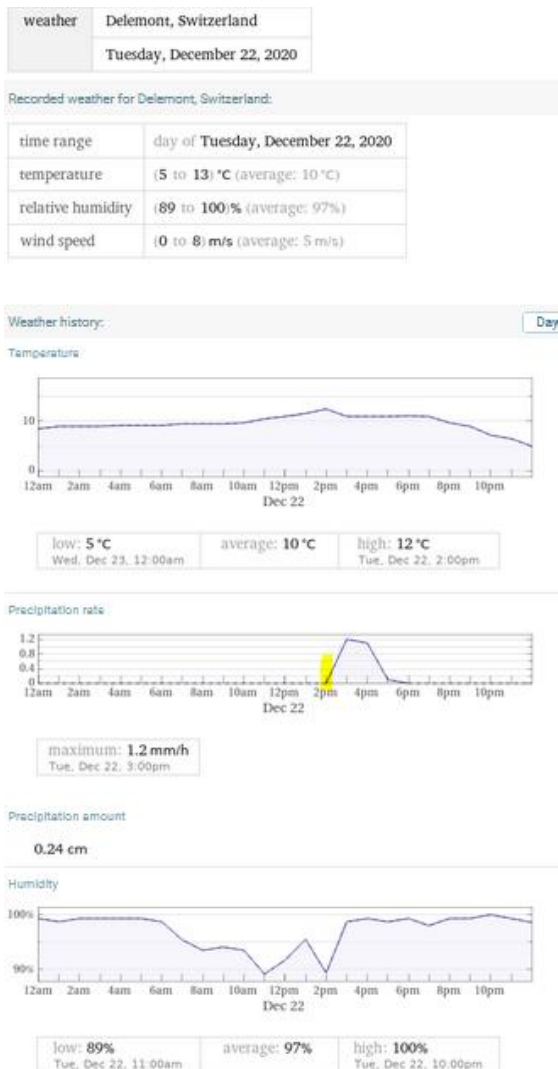 weather Delemont, Switzerland
Tuesday, December 22, 2020
Recorded weather for Delemont, Switzerland:
time range day of Tuesday, December 22, 2020
temperature (5 to 13) °C (average: 10 °C)
relative humidity (89 to 100)% (average: 97%)
wind speed (0 to 8) m/s (average: 5 m/s)
Weather history: Day
Temperature
10
0
12am 2am 4am 6am 8am 10am 12pm 2pm 4pm 6pm 8pm 10pm
Dec 22
low: 5 °C average: 10 °C high: 12 °C
Wed, Dec 23, 12:00am Tue, Dec 22, 2:00pm
Precipitation rate
1.2
0.8
0.4
0
12am 2am 4am 6am 8am 10am 12pm 2pm 4pm 6pm 8pm 10pm
Dec 22
maximum: 1.2 mm/h
Tue, Dec 22, 3:00pm
Precipitation amount
0.24 cm
Humidity
100%
90%
12am 2am 4am 6am 8am 10am 12pm 2pm 4pm 6pm 8pm 10pm
Dec 22
low: 89% average: 97% high: 100%
Tue, Dec 22, 11:00am Tue, Dec 22, 10:00pm